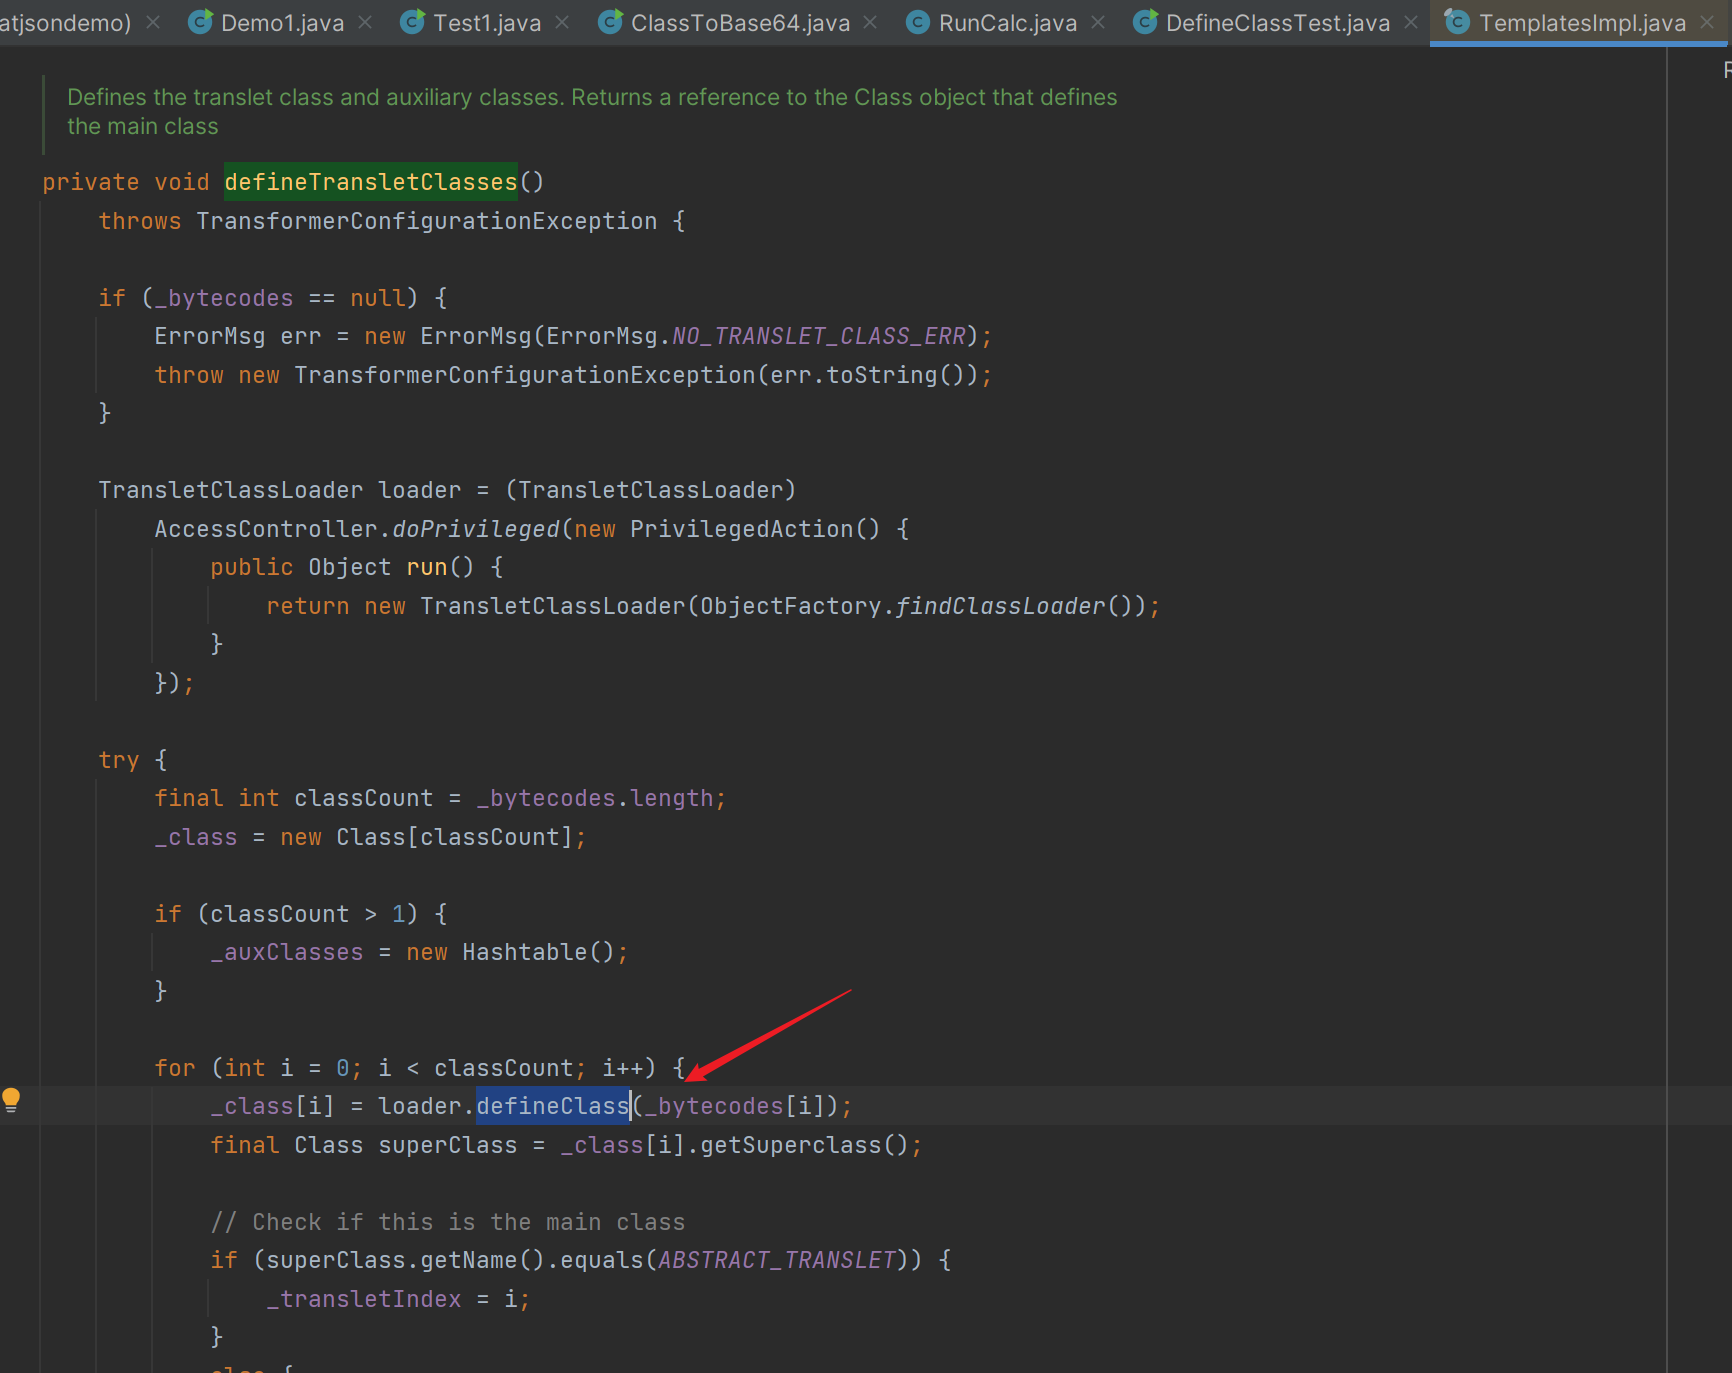 atjsondemo) Demo1.java Test1.java ClassToBase64.java RunCalc.java DefineClassTest.java TemplatesImpl.java
Defines the translet class and auxiliary classes. Returns a reference to the Class object that defines
the main class
private void defineTransletClasses()
throws TransformerConfigurationException {
if (_bytecodes == null) {
ErrorMsg err = new ErrorMsg(ErrorMsg.NO_TRANSLET_CLASS_ERR);
throw new TransformerConfigurationException(err.toString());
}
TransletClassLoader loader = (TransletClassLoader)
AccessController.doPrivileged(new PrivilegedAction() {
public Object run() {
return new TransletClassLoader(ObjectFactory.findClassLoader());
}
});
try {
final int classCount = _bytecodes.length;
_class = new Class[classCount];
if (classCount > 1) {
_auxClasses = new Hashtable();
}
for (int i = 0; i < classCount; i++) {
_class[i] = loader.defineClass(_bytecodes[i]);
final Class superClass = _class[i].getSuperclass();
// Check if this is the main class
if (superClass.getName().equals(ABSTRACT_TRANSLET)) {
_transletIndex = i;
}